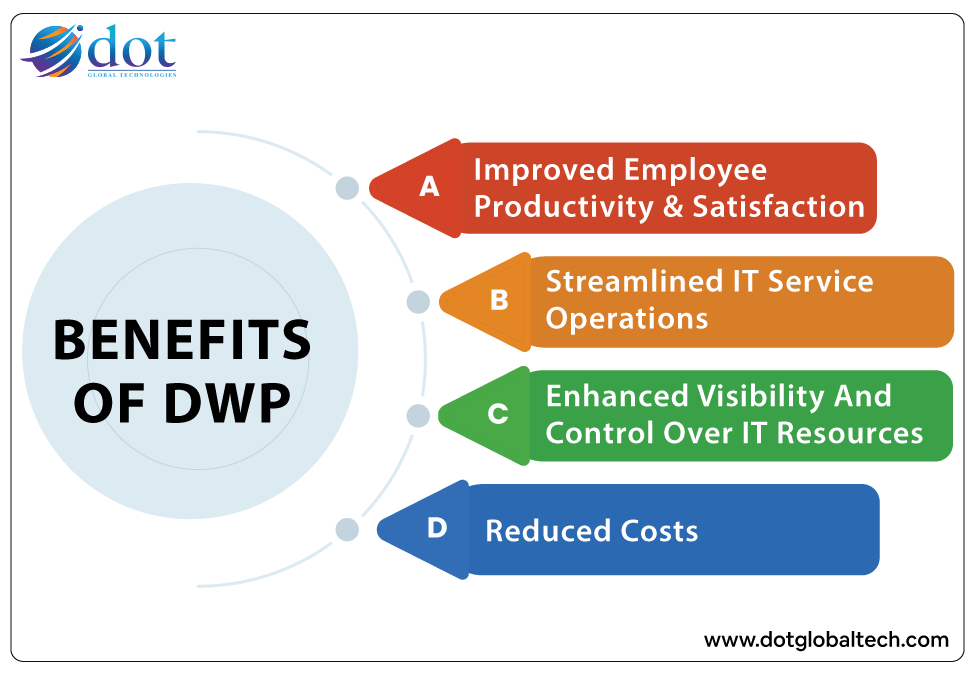 dot
GLOBAL TECHNOLOGIES
BENEFITS
OF DWP
A
Improved Employee
Productivity & Satisfaction
B
Streamlined IT Service
Operations
C
Enhanced Visibility And
Control Over IT Resources
D
Reduced Costs
www.dotglobaltech.com